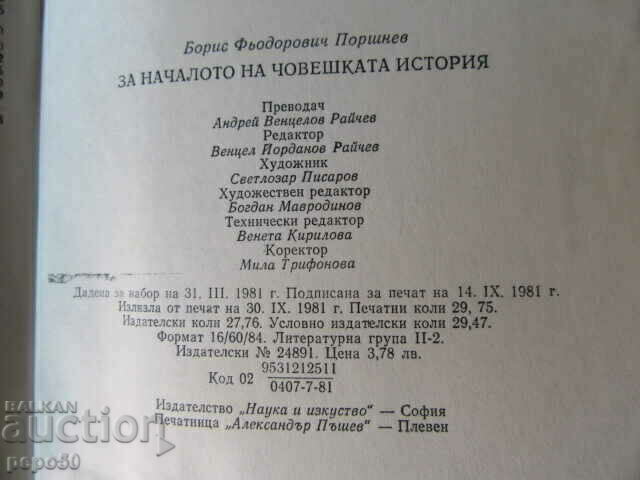 Борис Фьодорович Поршнев
ЗА НАЧАЛОТО НА ЧОВЕШКАТА ИСТОРИЯ
Преводач
Андрей Венцелов Райчев
Редактор
Венцел Йорданов Райчев
Художник
Светлозар Писаров
Художествен редактор
Богдан Мавродинов
Технически редактор
Венета Кирилова
Коректор
Мила Трифонова
Дадена за набор на 31. III. 1981 г. Подписана за печат на 14. IX. 1981 г.
Излязла от печат на 30. IX. 1981 г. Печатни коли 29, 75.
Издателски коли 27,76. Условно издателски коли 29,47.
Формат 16/60/84. Литературна група II-2.
Издателски № 24891. Цена 3,78 лв.
Код 02 9531212511
0407-7-81
Издателство „Наука и изкуство“ — София
Печатница „Александър Пъшев“ — Плевен
BALKAN
auction
pepo50